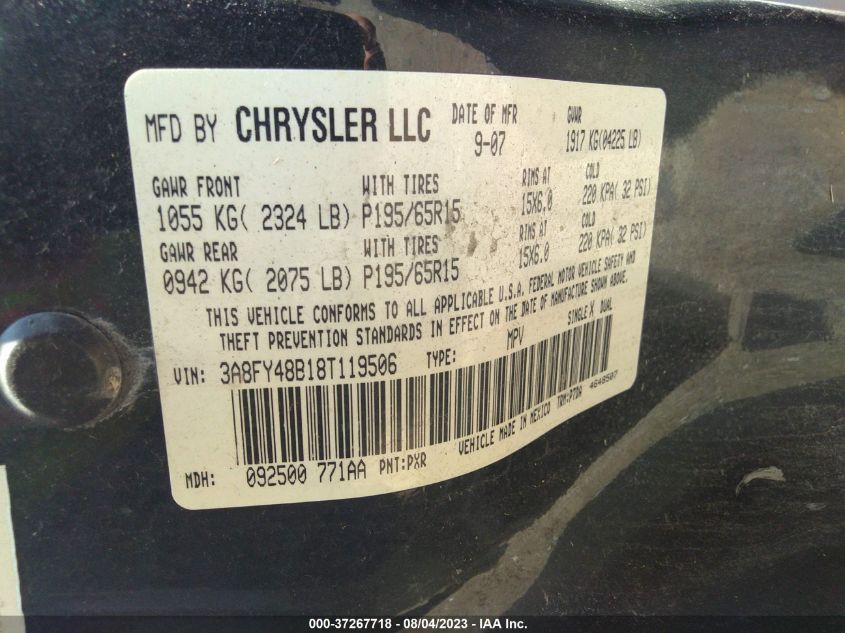 MFD BY CHRYSLER LLC DATE OF MFR GVWR
9-07 1917 KG(04225 LB)
GAWR FRONT WITH TIRES RIMS AT COLD
1055 KG( 2324 LB) P195/65R15 15X6.0 220 KPA( 32 PSI)
GAWR REAR WITH TIRES RIMS AT COLD
0942 KG( 2075 LB) P195/65R15 15X6.0 220 KPA( 32 PSI)
THIS VEHICLE CONFORMS TO ALL APPLICABLE U.S.A. FEDERAL MOTOR VEHICLE SAFETY AND
THEFT PREVENTION STANDARDS IN EFFECT ON THE DATE OF MANUFACTURE SHOWN ABOVE.
VIN: 3A8FY48B18T119506 TYPE: MPV SINGLE X DUAL
VEHICLE MADE IN MEXICO TRM:P7DA 4648507
MDH: 092500 771AA PNT:PXR
000-37267718 - 08/04/2023 - IAA Inc.